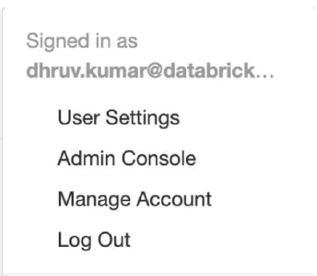 Signed in as
dhruv.kumar@databrick...
User Settings
Admin Console
Manage Account
Log Out